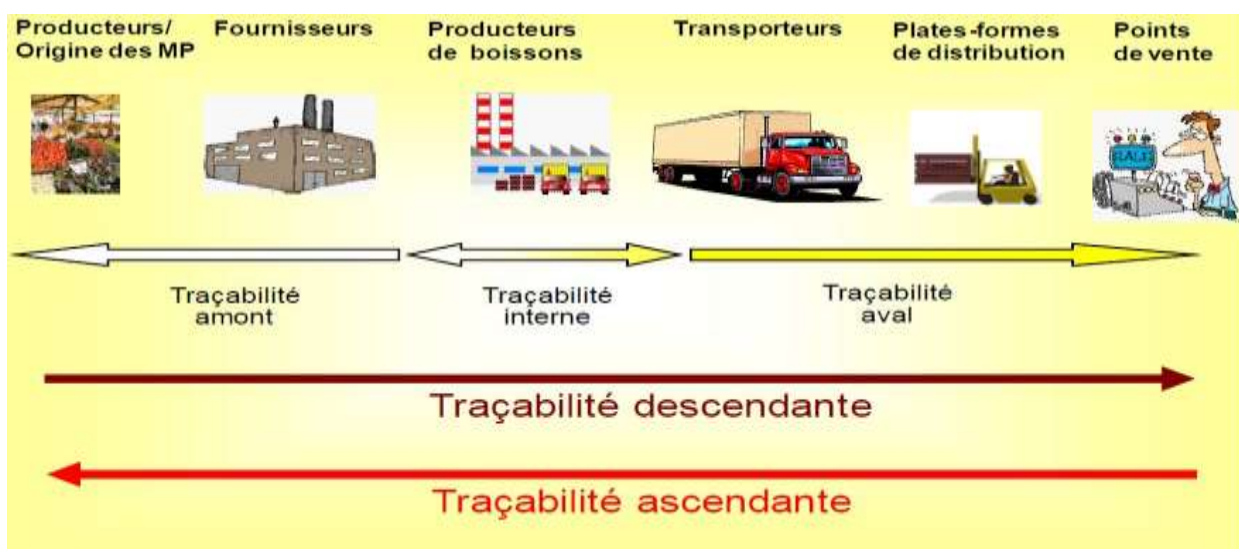 Producteurs/
Origine des MP
Fournisseurs
Producteurs
de boissons
Transporteurs
Plates-formes
de distribution
Points
de vente
Traçabilité
amont
Traçabilité
interne
Traçabilité
aval
Traçabilité descendante
Traçabilité ascendante